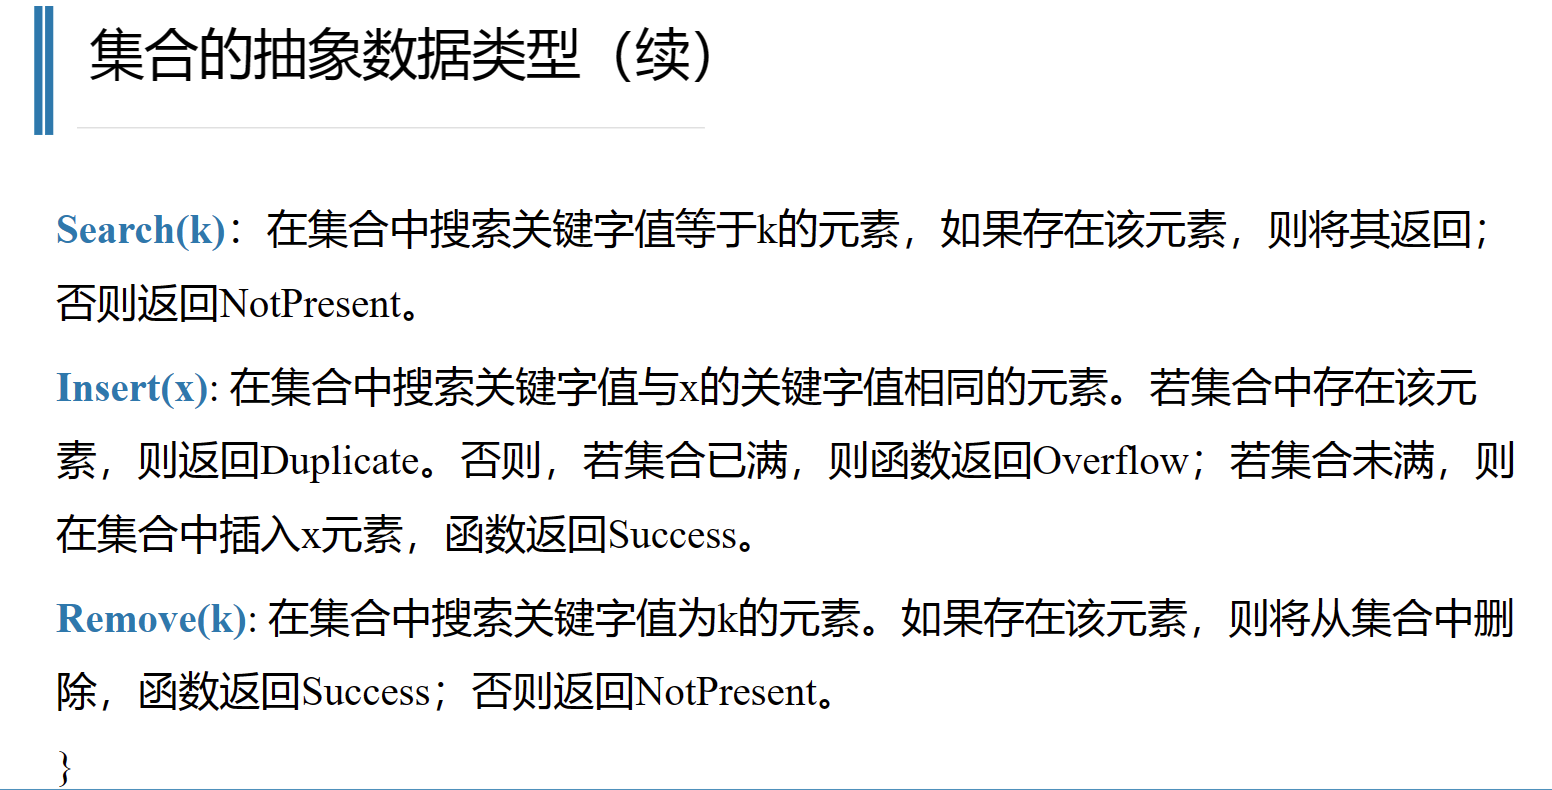 集合的抽象数据类型（续）
Search(k)：在集合中搜索关键字值等于k的元素，如果存在该元素，则将其返回；
否则返回NotPresent。
Insert(x): 在集合中搜索关键字值与x的关键字值相同的元素。若集合中存在该元
素，则返回Duplicate。否则，若集合已满，则函数返回Overflow；若集合未满，则
在集合中插入x元素，函数返回Success。
Remove(k): 在集合中搜索关键字值为k的元素。如果存在该元素，则将从集合中删
除，函数返回Success；否则返回NotPresent。
}